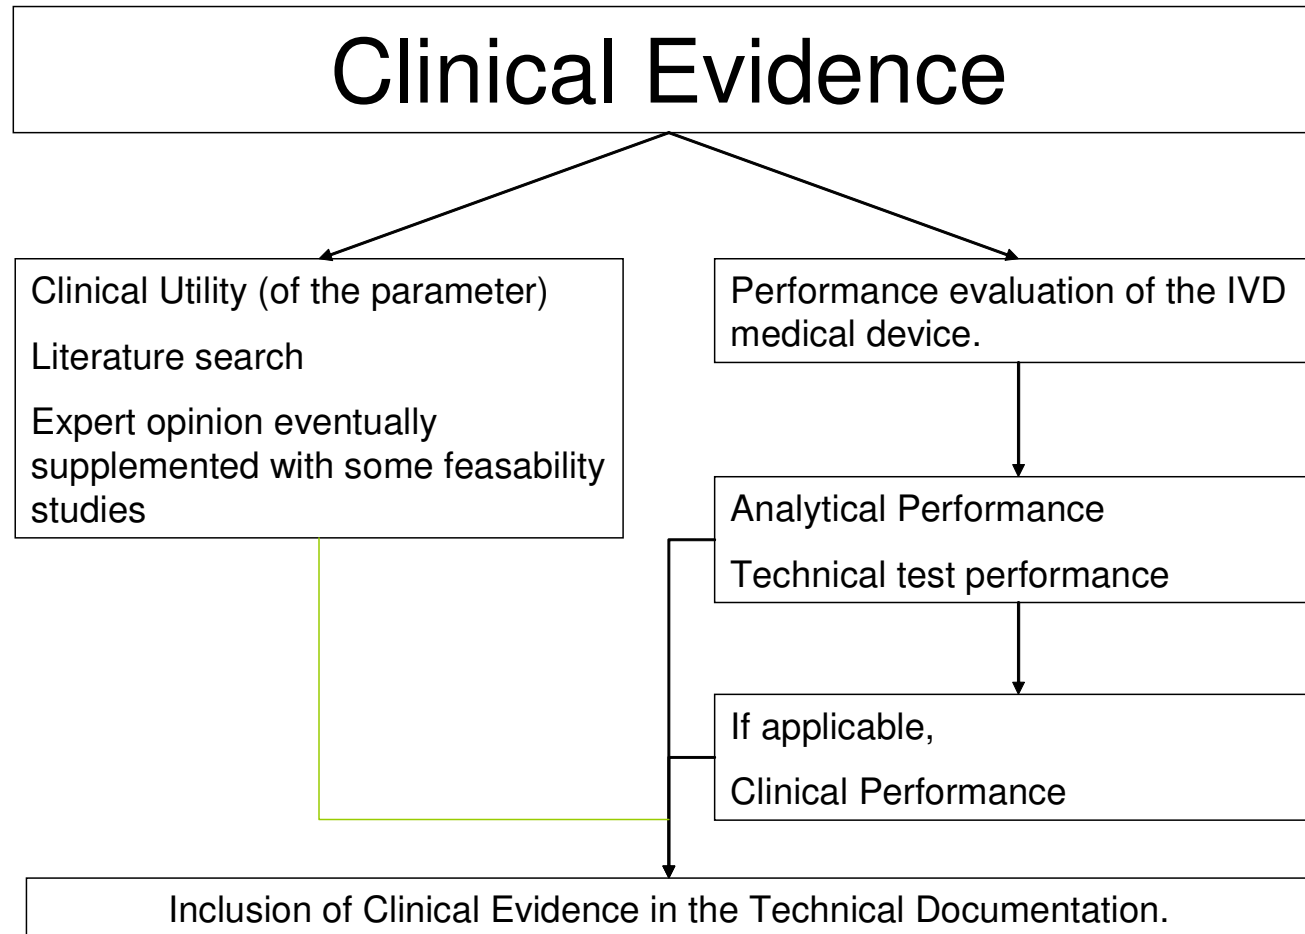 Clinical Evidence
Clinical Utility (of the parameter)
Literature search
Expert opinion eventually
supplemented with some feasability
studies
Performance evaluation of the IVD
medical device.
Analytical Performance
Technical test performance
If applicable,
Clinical Performance
Inclusion of Clinical Evidence in the Technical Documentation.